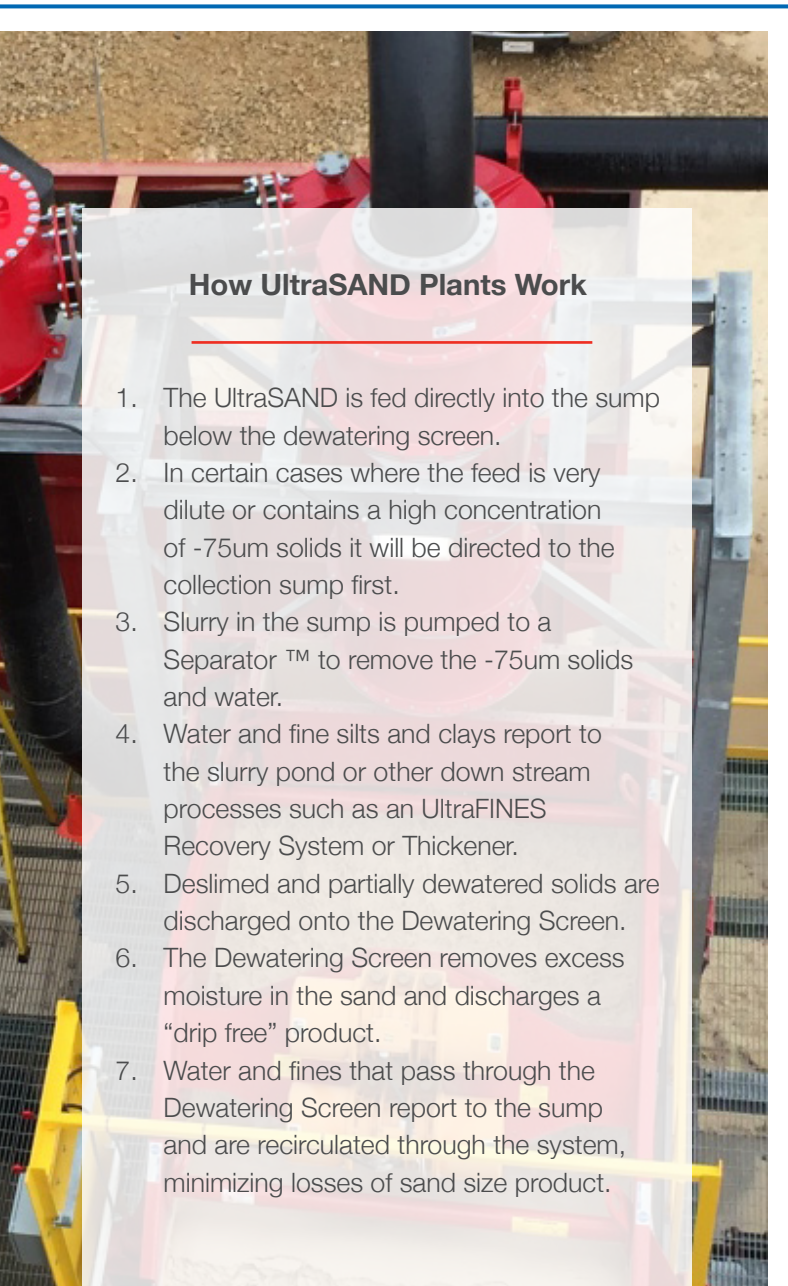 How UltraSAND Plants Work
1. The UltraSAND is fed directly into the sump
below the dewatering screen.
2. In certain cases where the feed is very
dilute or contains a high concentration
of -75um solids it will be directed to the
collection sump first.
3. Slurry in the sump is pumped to a
Separator ™ to remove the -75um solids
and water.
4. Water and fine silts and clays report to
the slurry pond or other down stream
processes such as an UltraFINES
Recovery System or Thickener.
5. Deslimed and partially dewatered solids are
discharged onto the Dewatering Screen.
6. The Dewatering Screen removes excess
moisture in the sand and discharges a
“drip free” product.
7. Water and fines that pass through the
Dewatering Screen report to the sump
and are recirculated through the system,
minimizing losses of sand size product.